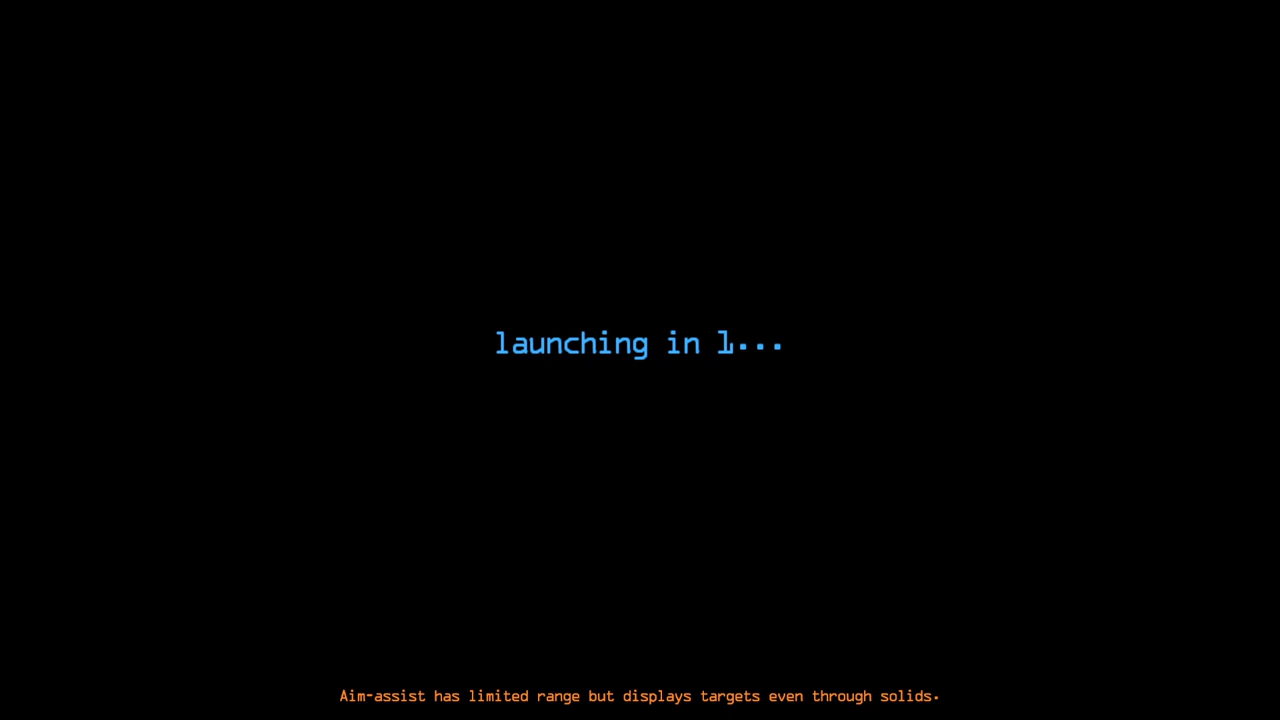 launching in 1...
Aim-assist has limited range but displays targets even through solids.